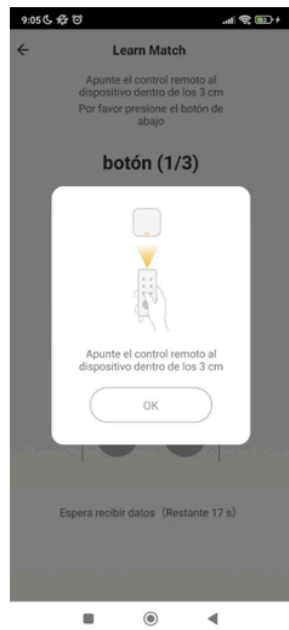 9:05
Learn Match
Apunte el control remoto al
dispositivo dentro de los 3 cm
Por favor presione el botón de
abajo
botón (1/3)
Apunte el control remoto al
dispositivo dentro de los 3 cm
OK
Espera recibir datos（Restante 17 s）